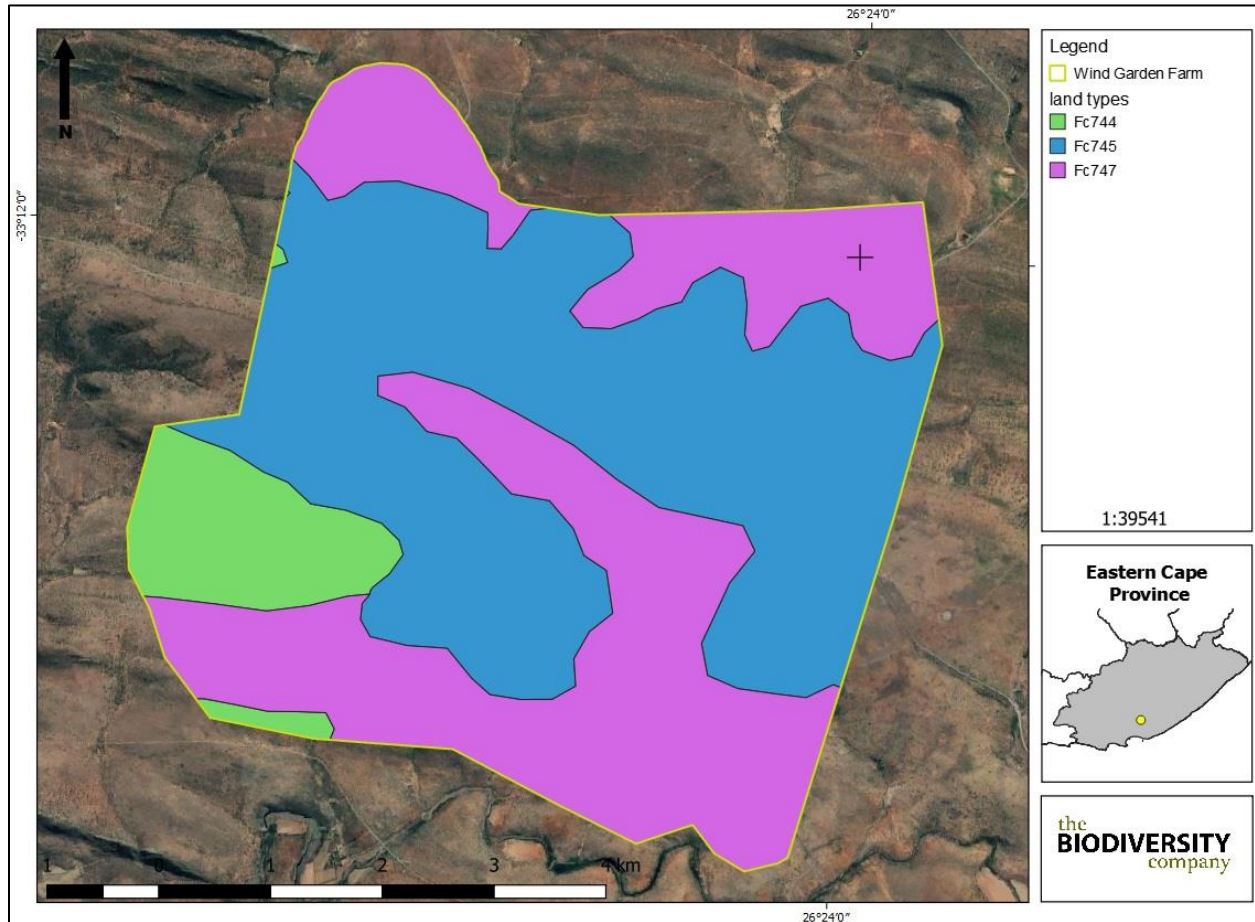 26°24'0"
-33°12'0"
N
Legend
Wind Garden Farm
land types
Fc744
Fc745
Fc747
1:39541
Eastern Cape
Province
the
BIODIVERSITY
company
1 0 1 2 3 4 km
26°24'0"